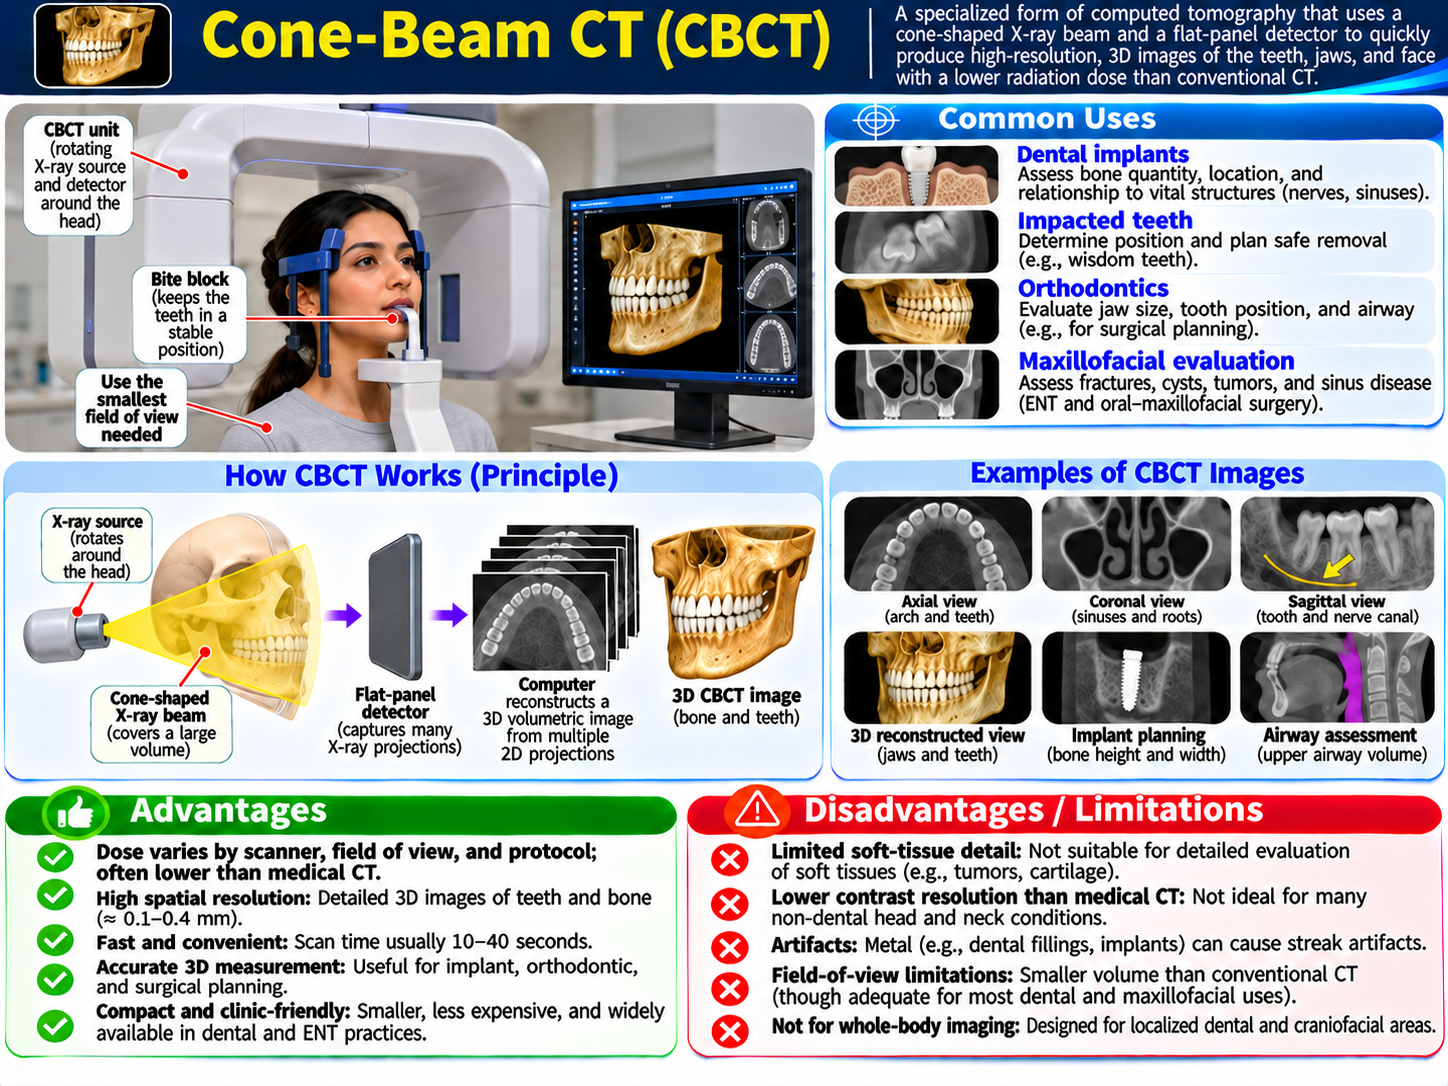 Cone-Beam CT (CBCT)
A specialized form of computed tomography that uses a
cone-shaped X-ray beam and a flat-panel detector to quickly
produce high-resolution, 3D images of the teeth, jaws, and face
with a lower radiation dose than conventional CT.
CBCT unit
(rotating
X-ray source
and detector
around the
head)
Bite block
(keeps the
teeth in a
stable
position)
Use the
smallest
field of view
needed
Common Uses
Dental implants
Assess bone quantity, location, and
relationship to vital structures (nerves, sinuses).
Impacted teeth
Determine position and plan safe removal
(e.g., wisdom teeth).
Orthodontics
Evaluate jaw size, tooth position, and airway
(e.g., for surgical planning).
Maxillofacial evaluation
Assess fractures, cysts, tumors, and sinus disease
(ENT and oral–maxillofacial surgery).
How CBCT Works (Principle)
X-ray source
(rotates
around
the head)
Cone-shaped
X-ray beam
(covers a large
volume)
Flat-panel
detector
(captures many
X-ray projections)
Computer
reconstructs a
3D volumetric image
from multiple
2D projections
3D CBCT image
(bone and teeth)
Examples of CBCT Images
Axial view
(arch and teeth)
Coronal view
(sinuses and roots)
Sagittal view
(tooth and nerve canal)
3D reconstructed view
(jaws and teeth)
Implant planning
(bone height and width)
Airway assessment
(upper airway volume)
Advantages
Dose varies by scanner, field of view, and protocol;
often lower than medical CT.
High spatial resolution: Detailed 3D images of teeth and bone
(≈ 0.1–0.4 mm).
Fast and convenient: Scan time usually 10–40 seconds.
Accurate 3D measurement: Useful for implant, orthodontic,
and surgical planning.
Compact and clinic-friendly: Smaller, less expensive, and widely
available in dental and ENT practices.
Disadvantages / Limitations
Limited soft-tissue detail: Not suitable for detailed evaluation
of soft tissues (e.g., tumors, cartilage).
Lower contrast resolution than medical CT: Not ideal for many
non-dental head and neck conditions.
Artifacts: Metal (e.g., dental fillings, implants) can cause streak artifacts.
Field-of-view limitations: Smaller volume than conventional CT
(though adequate for most dental and maxillofacial uses).
Not for whole-body imaging: Designed for localized dental and craniofacial areas.